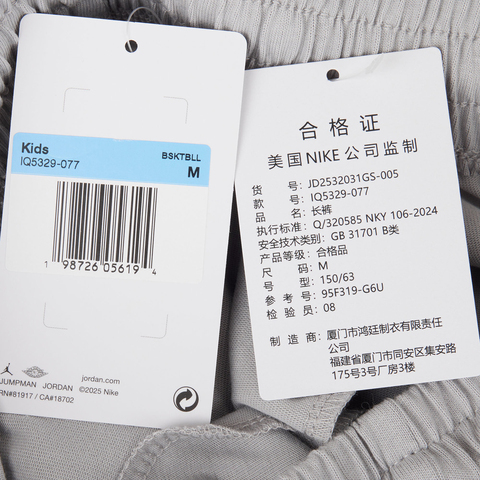 Kids
IQ5329-077
BSKTBLL
M
1 98726 05619 4
JUMPMAN JORDAN
jordan.com
©2025 Nike
RN#81917 / CA#18702
合格证
美国NIKE公司监制
货号: JD2532031GS-005
款号: IQ5329-077
品名: 长裤
执行标准: Q/320585 NKY 106-2024
安全技术类别: GB 31701 B类
产品等级: 合格品
尺码: M
型号: 150/63
参考号: 95F319-G6U
检验员: 08
制造商: 厦门市鸿廷制衣有限责任
公司
福建省厦门市同安区集安路
175号3号厂房3楼